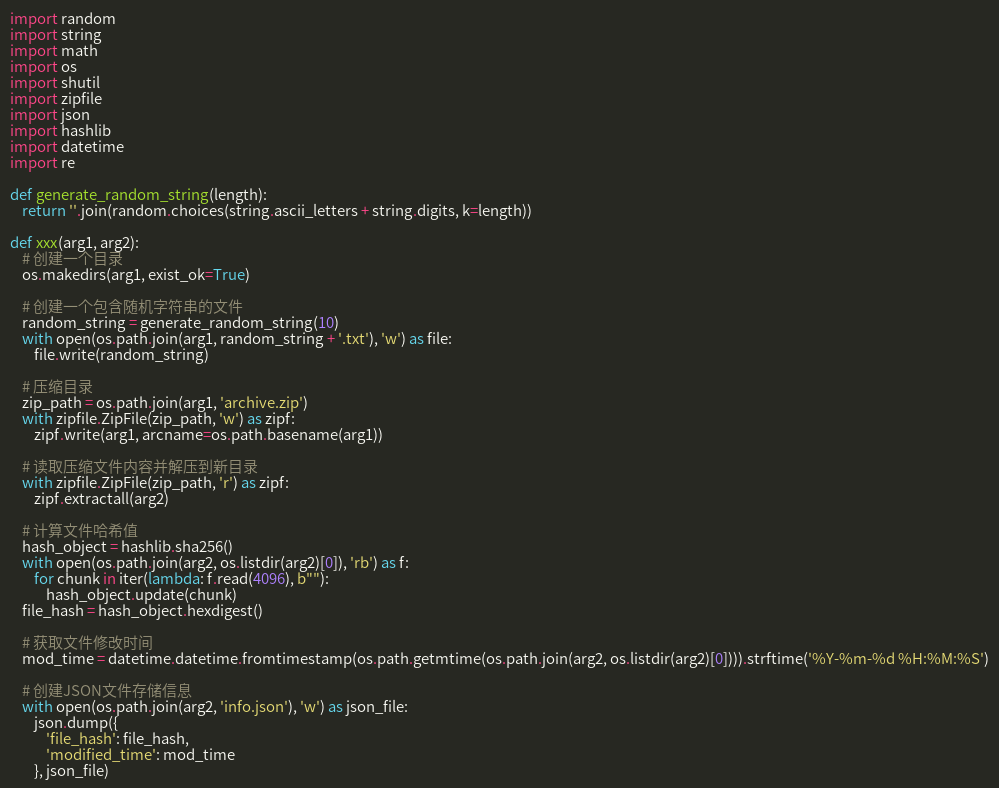 import random
import string
import math
import os
import shutil
import zipfile
import json
import hashlib
import datetime
import re

def generate_random_string(length):
    return ''.join(random.choices(string.ascii_letters + string.digits, k=length))

def xxx(arg1, arg2):
    # 创建一个目录
    os.makedirs(arg1, exist_ok=True)

    # 创建一个包含随机字符串的文件
    random_string = generate_random_string(10)
    with open(os.path.join(arg1, random_string + '.txt'), 'w') as file:
        file.write(random_string)

    # 压缩目录
    zip_path = os.path.join(arg1, 'archive.zip')
    with zipfile.ZipFile(zip_path, 'w') as zipf:
        zipf.write(arg1, arcname=os.path.basename(arg1))

    # 读取压缩文件内容并解压到新目录
    with zipfile.ZipFile(zip_path, 'r') as zipf:
        zipf.extractall(arg2)

    # 计算文件哈希值
    hash_object = hashlib.sha256()
    with open(os.path.join(arg2, os.listdir(arg2)[0]), 'rb') as f:
        for chunk in iter(lambda: f.read(4096), b""):
            hash_object.update(chunk)
    file_hash = hash_object.hexdigest()

    # 获取文件修改时间
    mod_time = datetime.datetime.fromtimestamp(os.path.getmtime(os.path.join(arg2, os.listdir(arg2)[0]))).strftime('%Y-%m-%d %H:%M:%S')

    # 创建JSON文件存储信息
    with open(os.path.join(arg2, 'info.json'), 'w') as json_file:
        json.dump({
            'file_hash': file_hash,
            'modified_time': mod_time
        }, json_file)